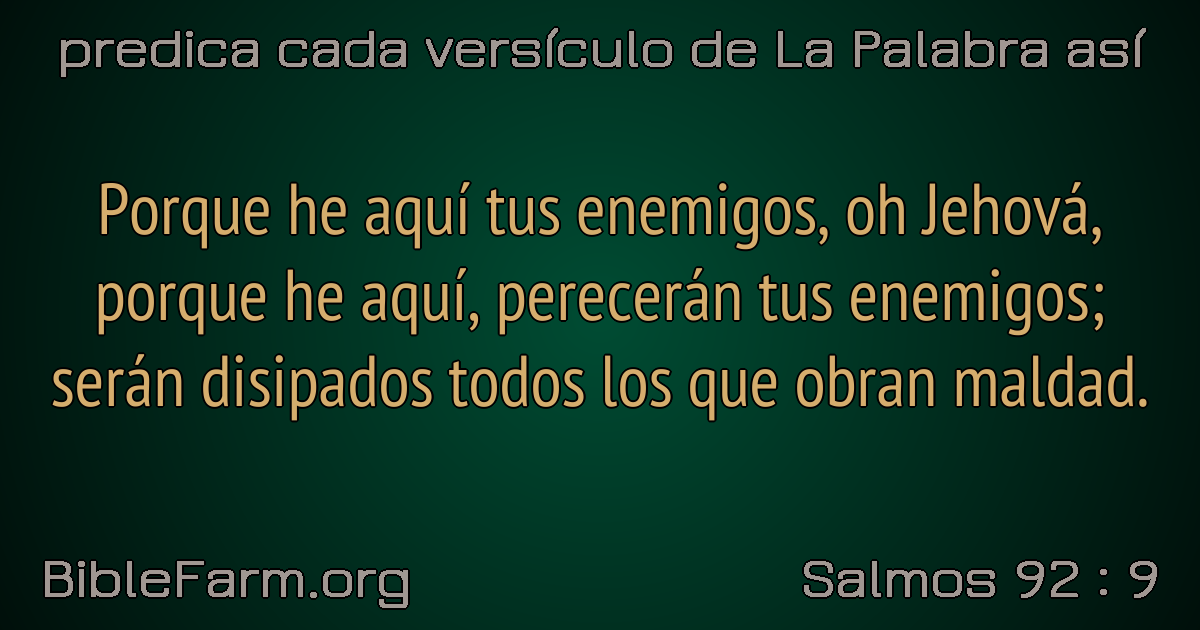 predica cada versículo de La Palabra así
Porque he aquí tus enemigos, oh Jehová,
porque he aquí, perecerán tus enemigos;
serán disipados todos los que obran maldad.
BibleFarm.org
Salmos 92 : 9